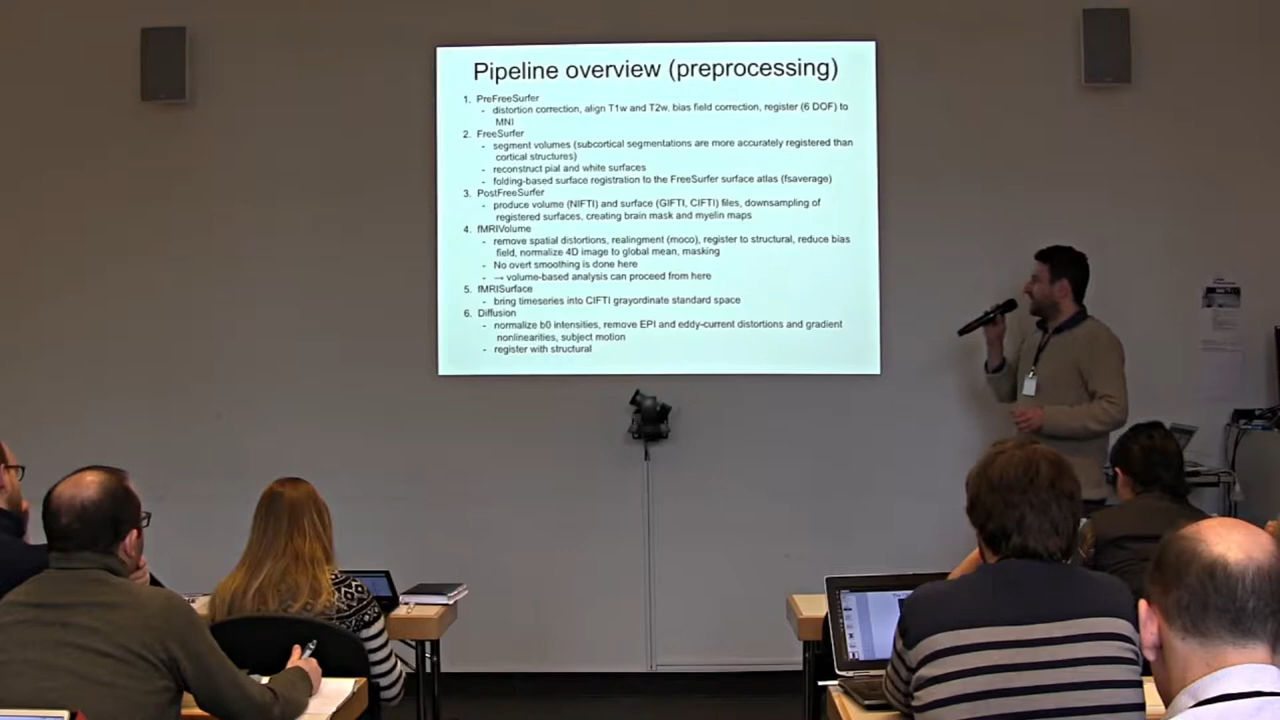 Pipeline overview (preprocessing)
1. PreFreeSurfer
- distortion correction, align T1w and T2w, bias field correction, register (6 DOF) to
MNI
2. FreeSurfer
- segment volumes (subcortical segmentations are more accurately registered than
cortical structures)
- reconstruct pial and white surfaces
- folding-based surface registration to the FreeSurfer surface atlas (fsaverage)
3. PostFreeSurfer
- produce volume (NIFTI) and surface (GIFTI, CIFTI) files, downsampling of
registered surfaces, creating brain mask and myelin maps
4. fMRIVolume
- remove spatial distortions, realingment (moco), register to structural, reduce bias
field, normalize 4D image to global mean, masking
- No overt smoothing is done here
- → volume-based analysis can proceed from here
5. fMRISurface
- bring timeseries into CIFTI grayordinate standard space
6. Diffusion
- normalize b0 intensities, remove EPI and eddy-current distortions and gradient
nonlinearities, subject motion
- register with structural